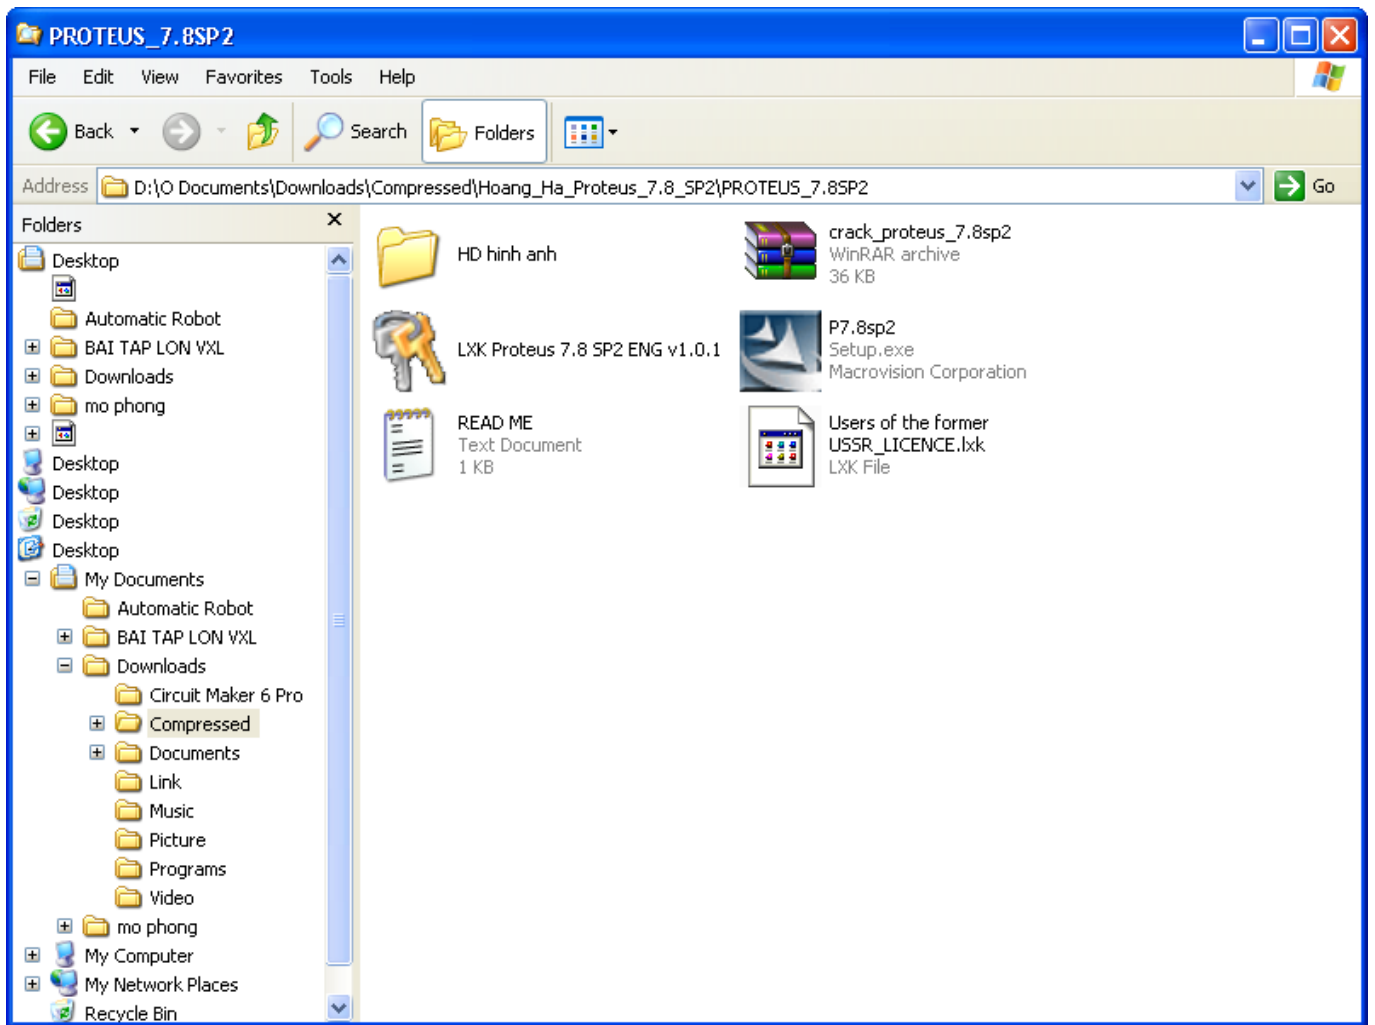 PROTEUS_7.8SP2
File Edit View Favorites Tools Help
Back Search Folders
Address D:\O Documents\Downloads\Compressed\Hoang_Ha_Proteus_7.8_SP2\PROTEUS_7.8SP2 Go
Folders
Desktop
Automatic Robot
BAI TAP LON VXL
Downloads
mo phong
Desktop
Desktop
Desktop
Desktop
My Documents
Automatic Robot
BAI TAP LON VXL
Downloads
Circuit Maker 6 Pro
Compressed
Documents
Link
Music
Picture
Programs
Video
mo phong
My Computer
My Network Places
Recycle Bin
HD hinh anh
crack_proteus_7.8sp2
WinRAR archive
36 KB
LXK Proteus 7.8 SP2 ENG v1.0.1
P7.8sp2
Setup.exe
Macrovision Corporation
READ ME
Text Document
1 KB
Users of the former
USSR_LICENCE.lxk
LXK File